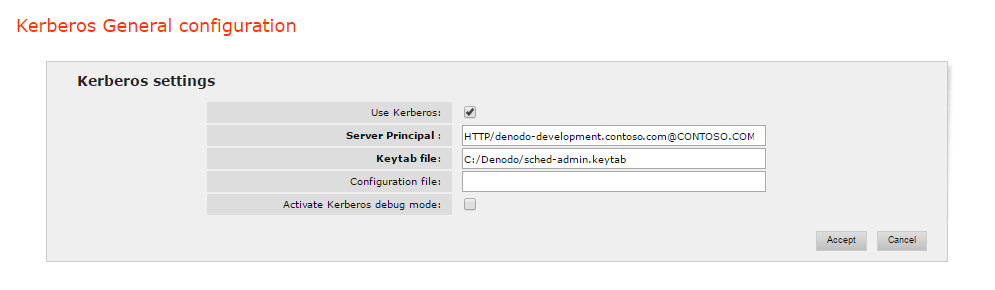 Kerberos General configuration
Kerberos settings
Use Kerberos:
Server Principal : HTTP/denodo-development.contoso.com@CONTOSO.COM
Keytab file: C:/Denodo/sched-admin.keytab
Configuration file:
Activate Kerberos debug mode:
Accept Cancel